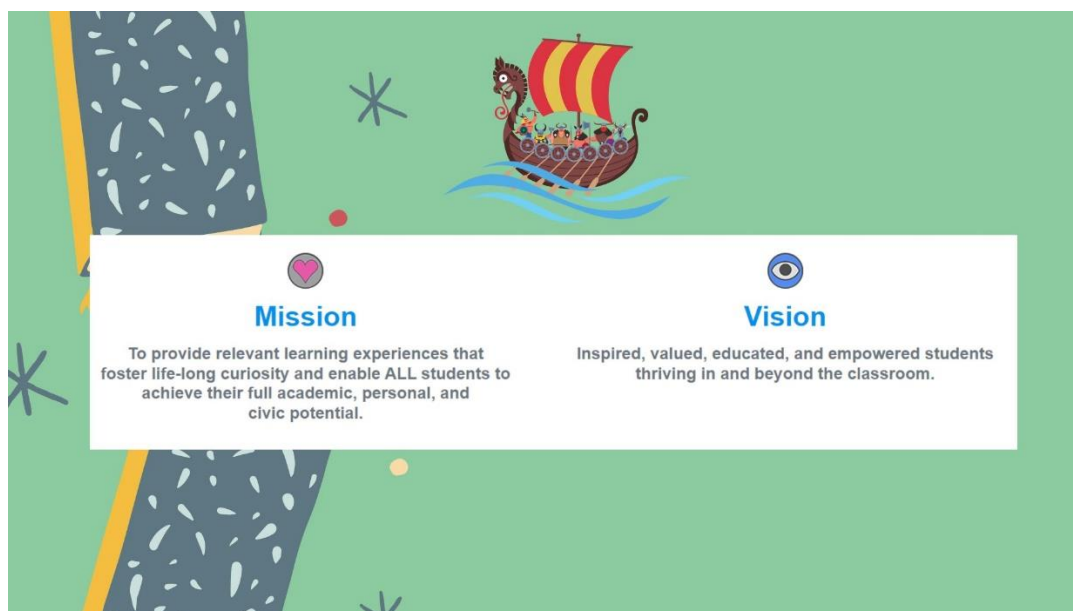 Mission
To provide relevant learning experiences that
foster life-long curiosity and enable ALL students to
achieve their full academic, personal, and
civic potential.
Vision
Inspired, valued, educated, and empowered students
thriving in and beyond the classroom.